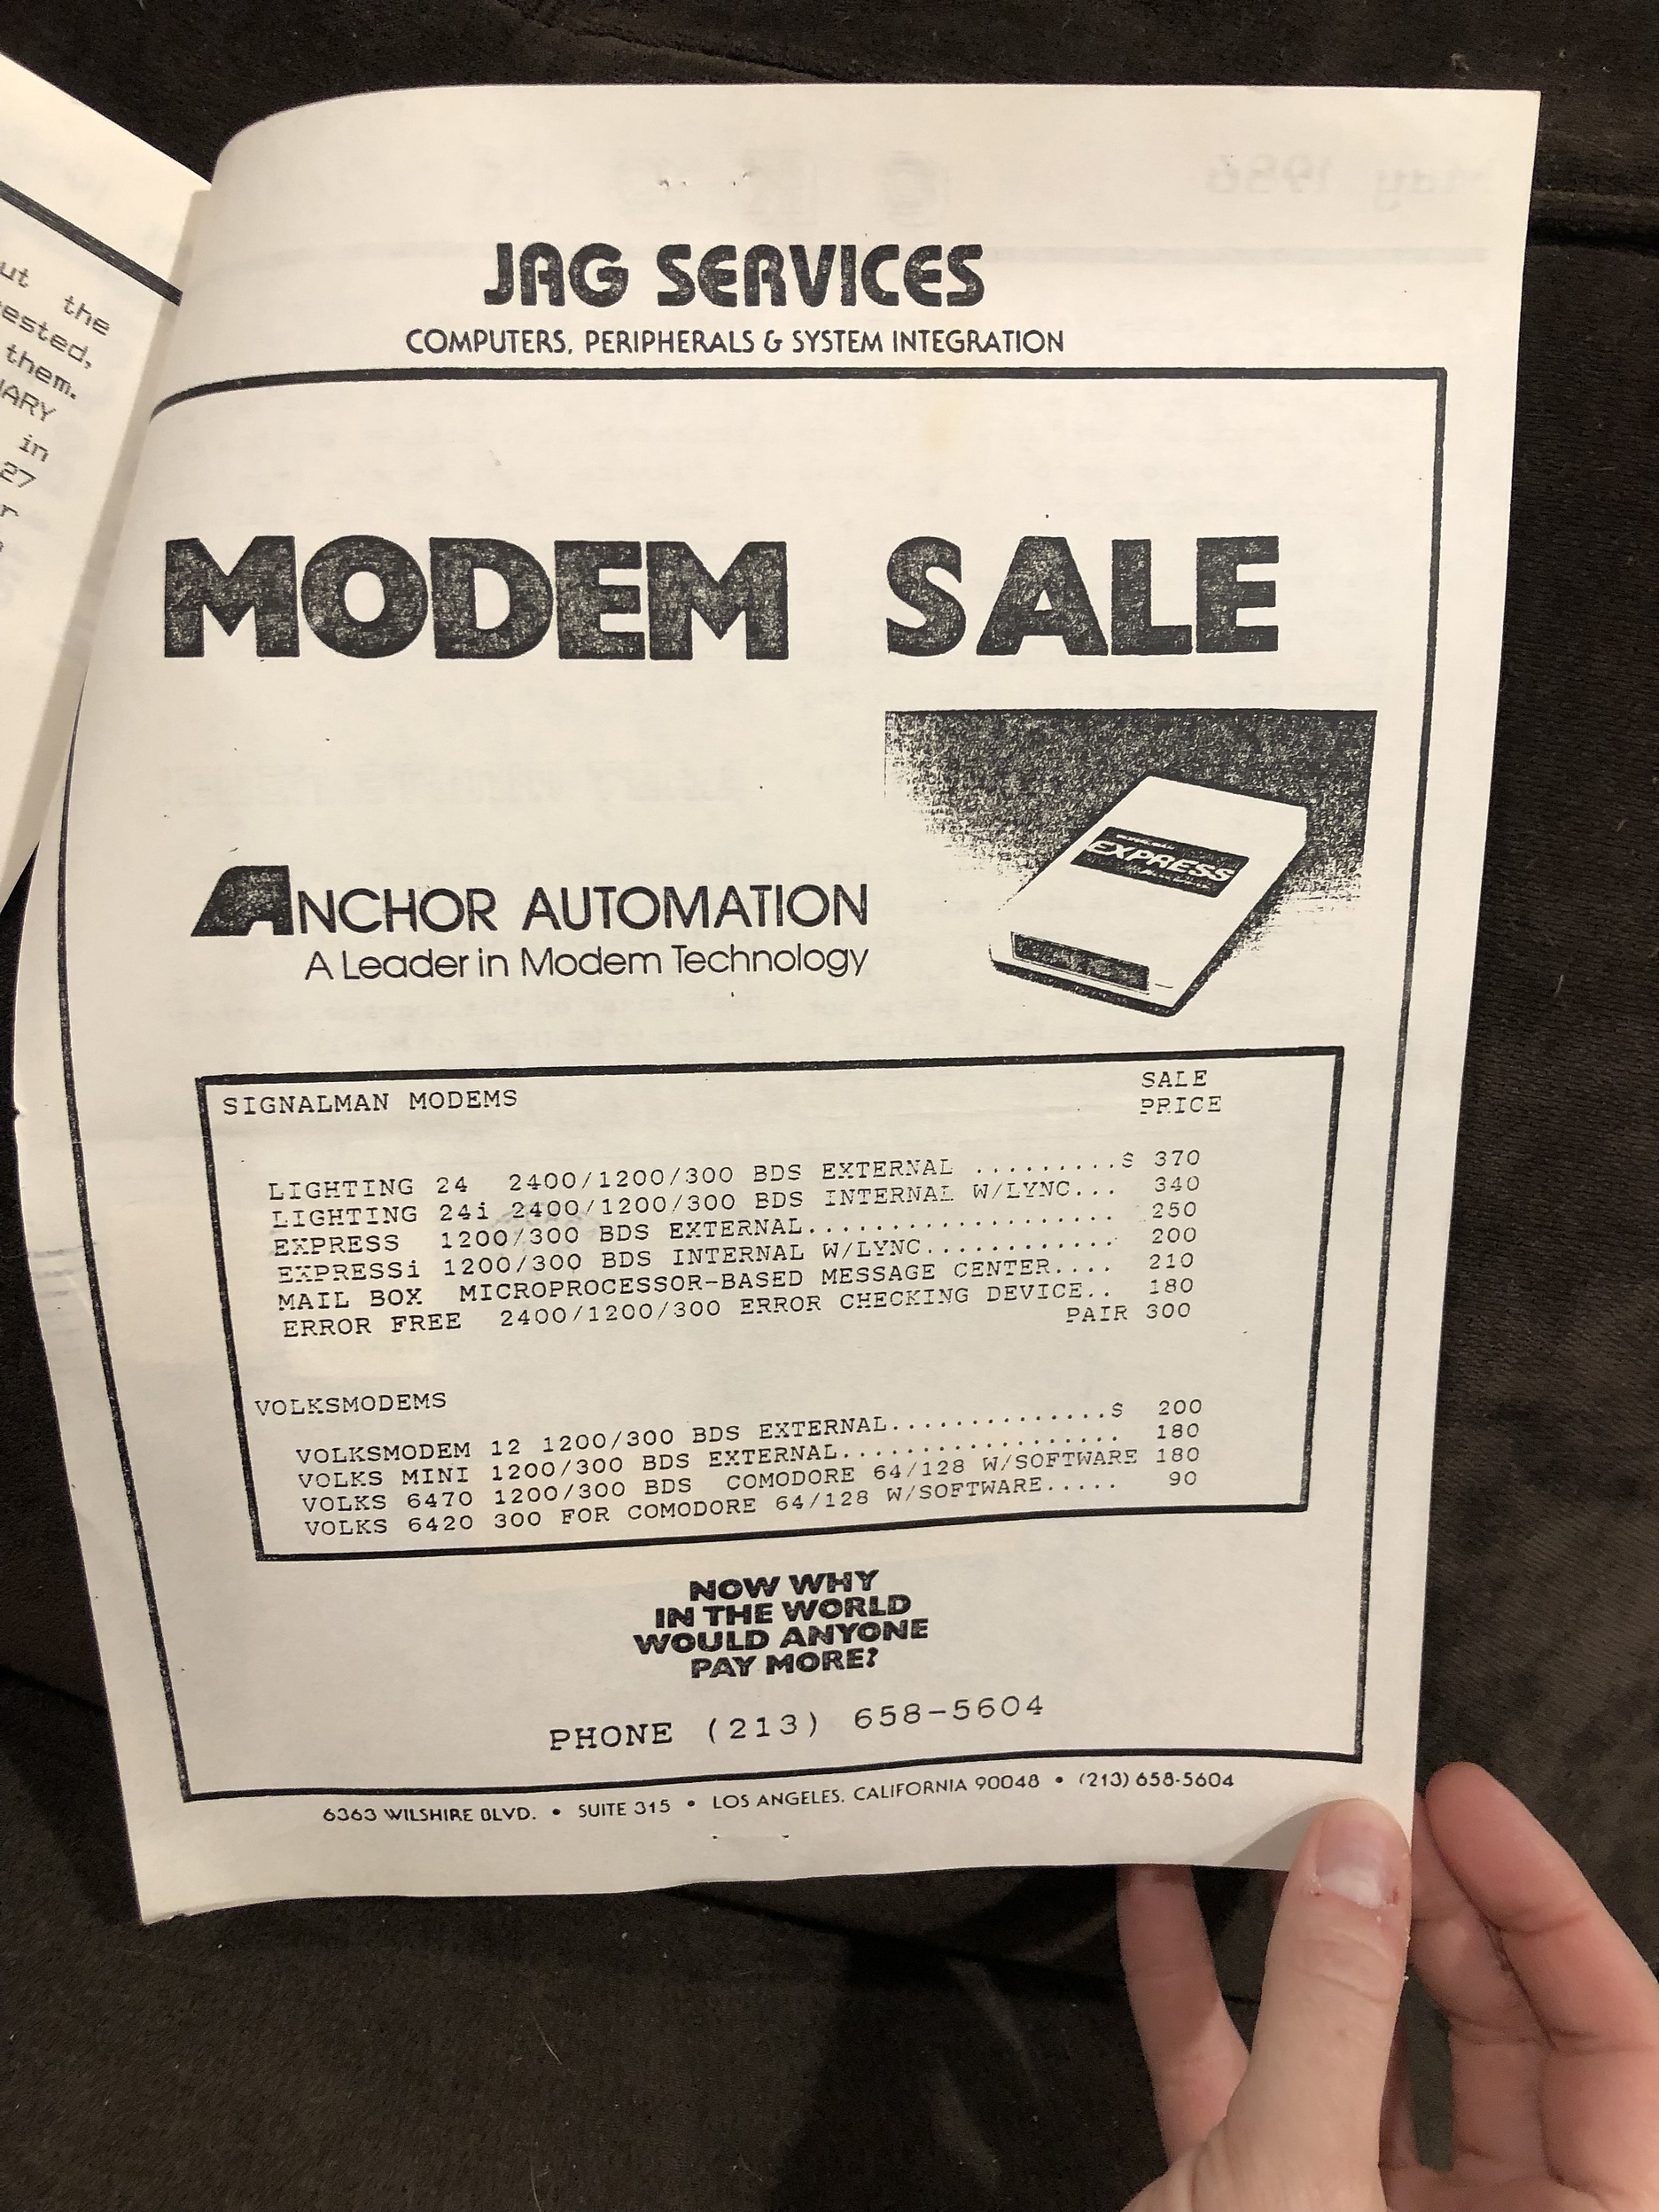 ut the
ested,
them.
ARY
in
27
r
JAG SERVICES
COMPUTERS, PERIPHERALS & SYSTEM INTEGRATION
MODEM SALE
EXPRESS
ANCHOR AUTOMATION
A Leader in Modem Technology
SIGNALMAN MODEMS SALE
PRICE
LIGHTING 24 2400/1200/300 BDS EXTERNAL .........$ 370
LIGHTING 24i 2400/1200/300 BDS INTERNAL W/LYNC... 340
EXPRESS 1200/300 BDS EXTERNAL.................... 250
EXPRESSi 1200/300 BDS INTERNAL W/LYNC............ 200
MAIL BOX MICROPROCESSOR-BASED MESSAGE CENTER.... 210
ERROR FREE 2400/1200/300 ERROR CHECKING DEVICE.. 180
PAIR 300
VOLKSMODEMS
VOLKSMODEM 12 1200/300 BDS EXTERNAL..............$ 200
VOLKS MINI 1200/300 BDS EXTERNAL.................. 180
VOLKS 6470 1200/300 BDS COMODORE 64/128 W/SOFTWARE 180
VOLKS 6420 300 FOR COMODORE 64/128 W/SOFTWARE..... 90
NOW WHY
IN THE WORLD
WOULD ANYONE
PAY MORE?
PHONE (213) 658-5604
6363 WILSHIRE BLVD. • SUITE 315 • LOS ANGELES, CALIFORNIA 90048 • (213) 658-5604